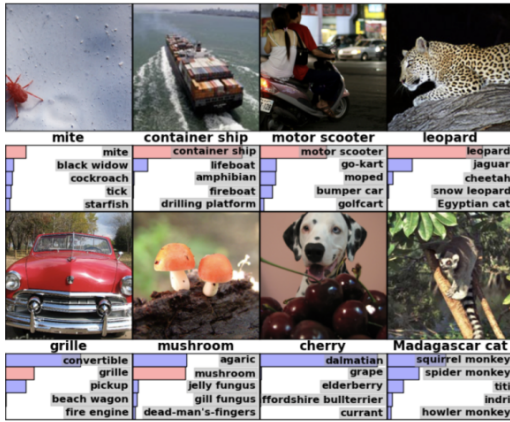 mite
container ship
motor scooter
leopard
mite
black widow
cockroach
tick
starfish
container ship
lifeboat
amphibian
fireboat
drilling platform
motor scooter
go-kart
moped
bumper car
golfcart
leopard
jaguar
cheetah
snow leopard
Egyptian cat
grille
mushroom
cherry
Madagascar cat
convertible
grille
pickup
beach wagon
fire engine
agaric
mushroom
jelly fungus
gill fungus
dead-man's-fingers
dalmatian
grape
elderberry
ffordshire bullterrier
currant
squirrel monkey
spider monkey
titi
indri
howler monkey